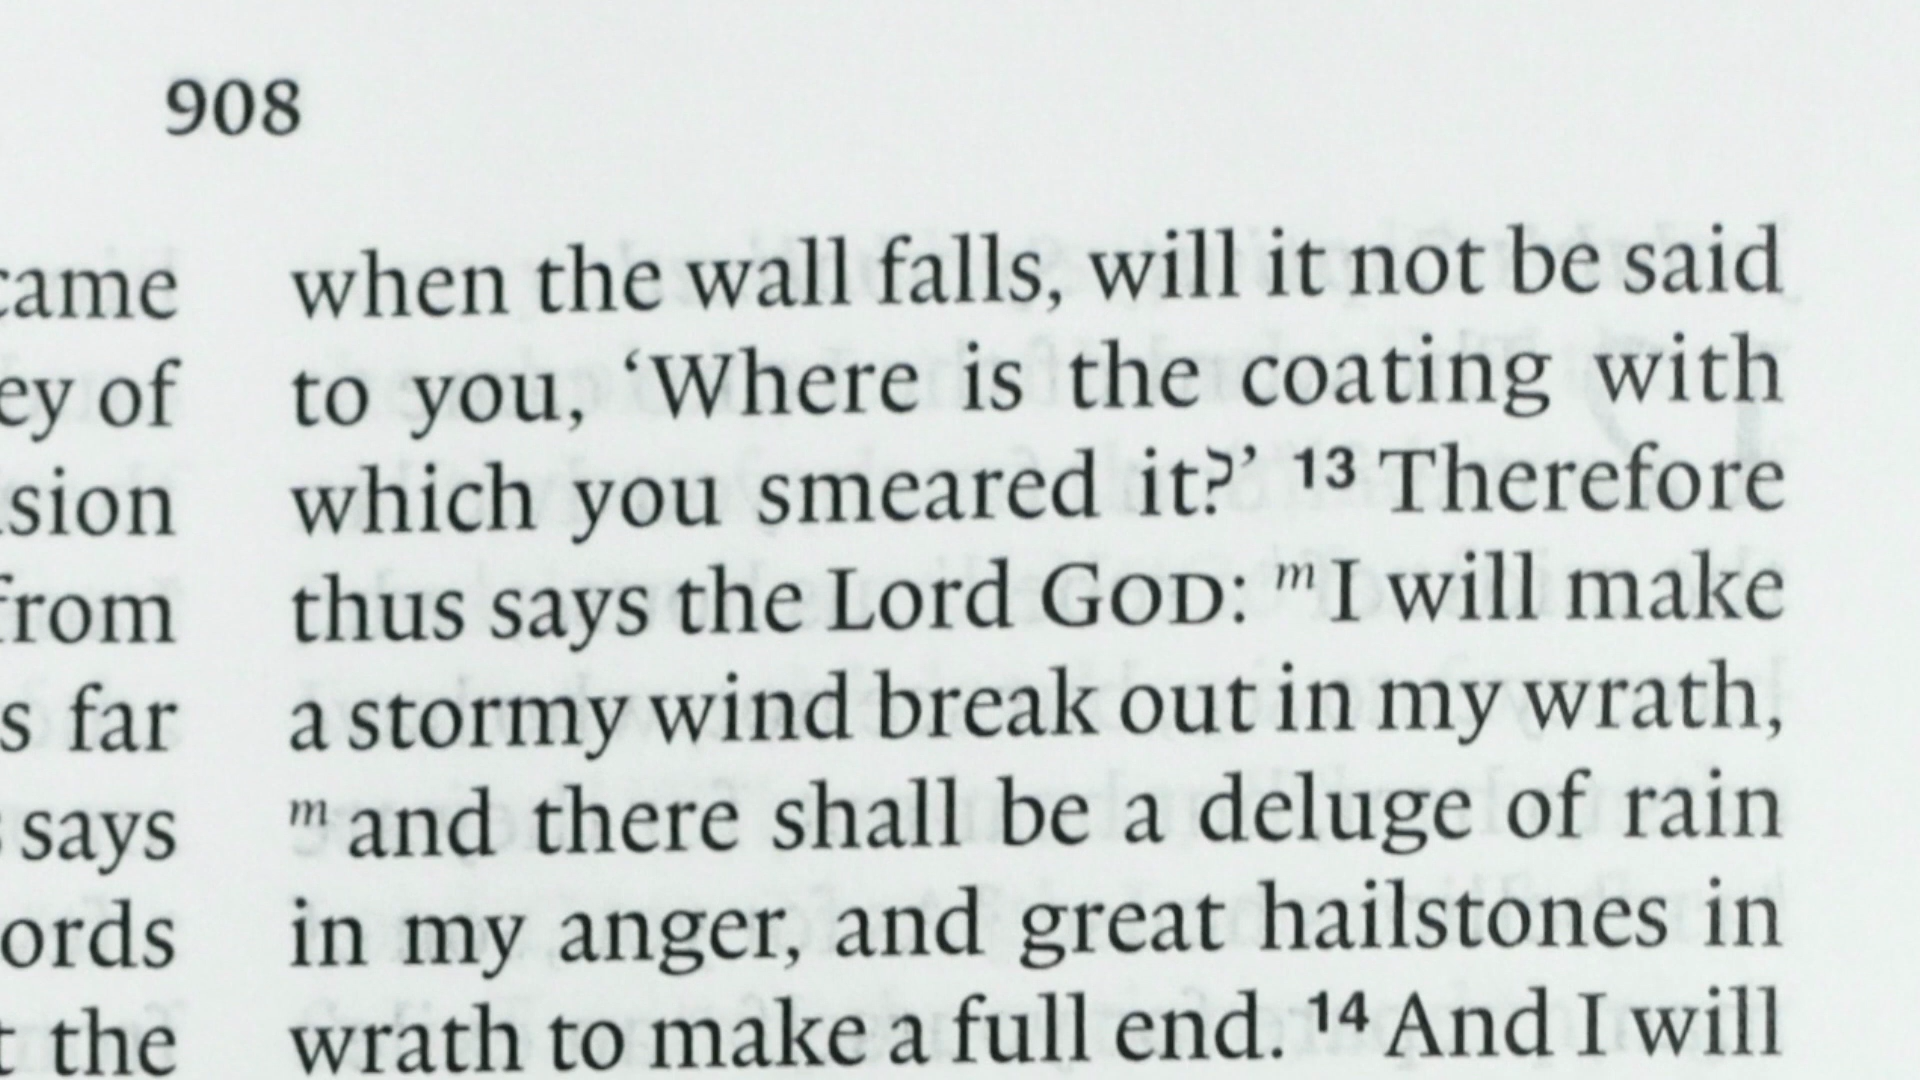 908
came
ey of
sion
from
s far
says
ords
t the
when the wall falls, will it not be said
to you, ‘Where is the coating with
which you smeared it?’ 13 Therefore
thus says the Lord GOD: m I will make
a stormy wind break out in my wrath,
m and there shall be a deluge of rain
in my anger, and great hailstones in
wrath to make a full end. 14 And I will